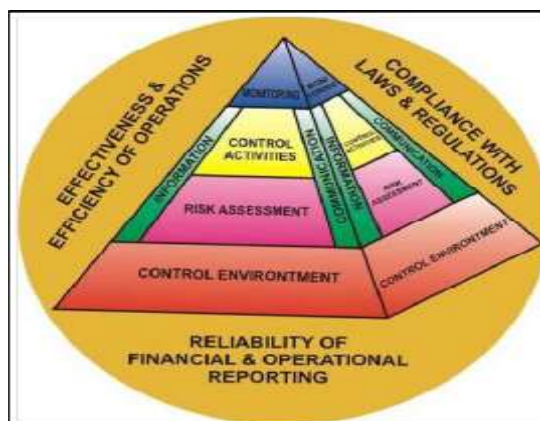 EFFECTIVENESS &
EFFICIENCY OF OPERATIONS
COMPLIANCE WITH
LAWS & REGULATIONS
MONITORING
INFORMATION
CONTROL
ACTIVITIES
COMMUNICATION
INFORMATION
COMMUNICATION
RISK ASSESSMENT
RISK
ASSESSMENT
CONTROL ENVIRONTMENT
CONTROL ENVIRONTMENT
RELIABILITY OF
FINANCIAL & OPERATIONAL
REPORTING